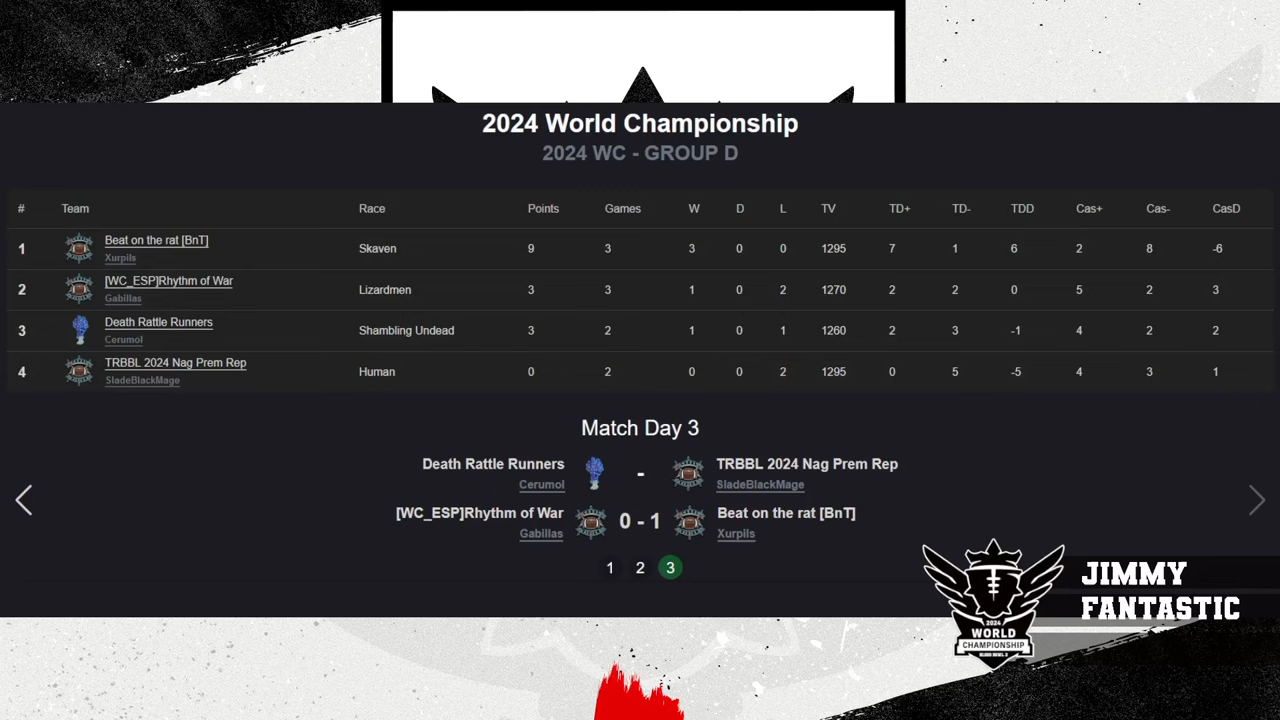 2024 World Championship
2024 WC - GROUP D
# Team Race Points Games W D L TV TD+ TD- TDD Cas+ Cas- CasD
1 Beat on the rat [BnT] Skaven 9 3 3 0 0 1295 7 1 6 2 8 -6
Xurpils
2 [WC_ESP]Rhythm of War Lizardmen 3 3 1 0 2 1270 2 2 0 5 2 3
Gabillas
3 Death Rattle Runners Shambling Undead 3 2 1 0 1 1260 2 3 -1 4 2 2
Cerumol
4 TRBBL 2024 Nag Prem Rep Human 0 2 0 0 2 1295 0 5 -5 4 3 1
SladeBlackMage
Match Day 3
Death Rattle Runners - TRBBL 2024 Nag Prem Rep
Cerumol SladeBlackMage
[WC_ESP]Rhythm of War 0 - 1 Beat on the rat [BnT]
Gabillas Xurpils
1 2 3
JIMMY
FANTASTIC
2024
WORLD
CHAMPIONSHIP
BLOOD BOWL 3